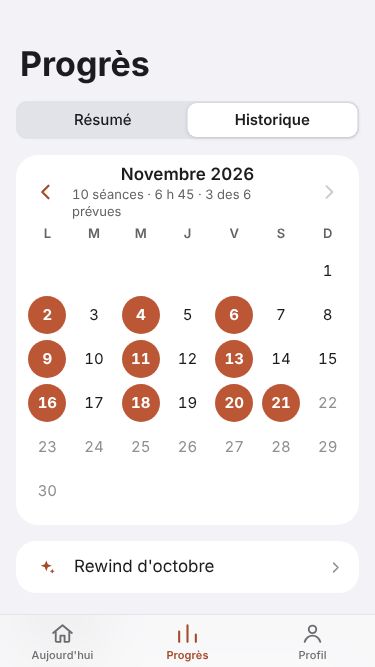 Progrès
Résumé Historique
Novembre 2026
10 séances · 6 h 45 · 3 des 6
prévues
L M M J V S D
1
2 3 4 5 6 7 8
9 10 11 12 13 14 15
16 17 18 19 20 21 22
23 24 25 26 27 28 29
30
Rewind d'octobre
Aujourd'hui Progrès Profil